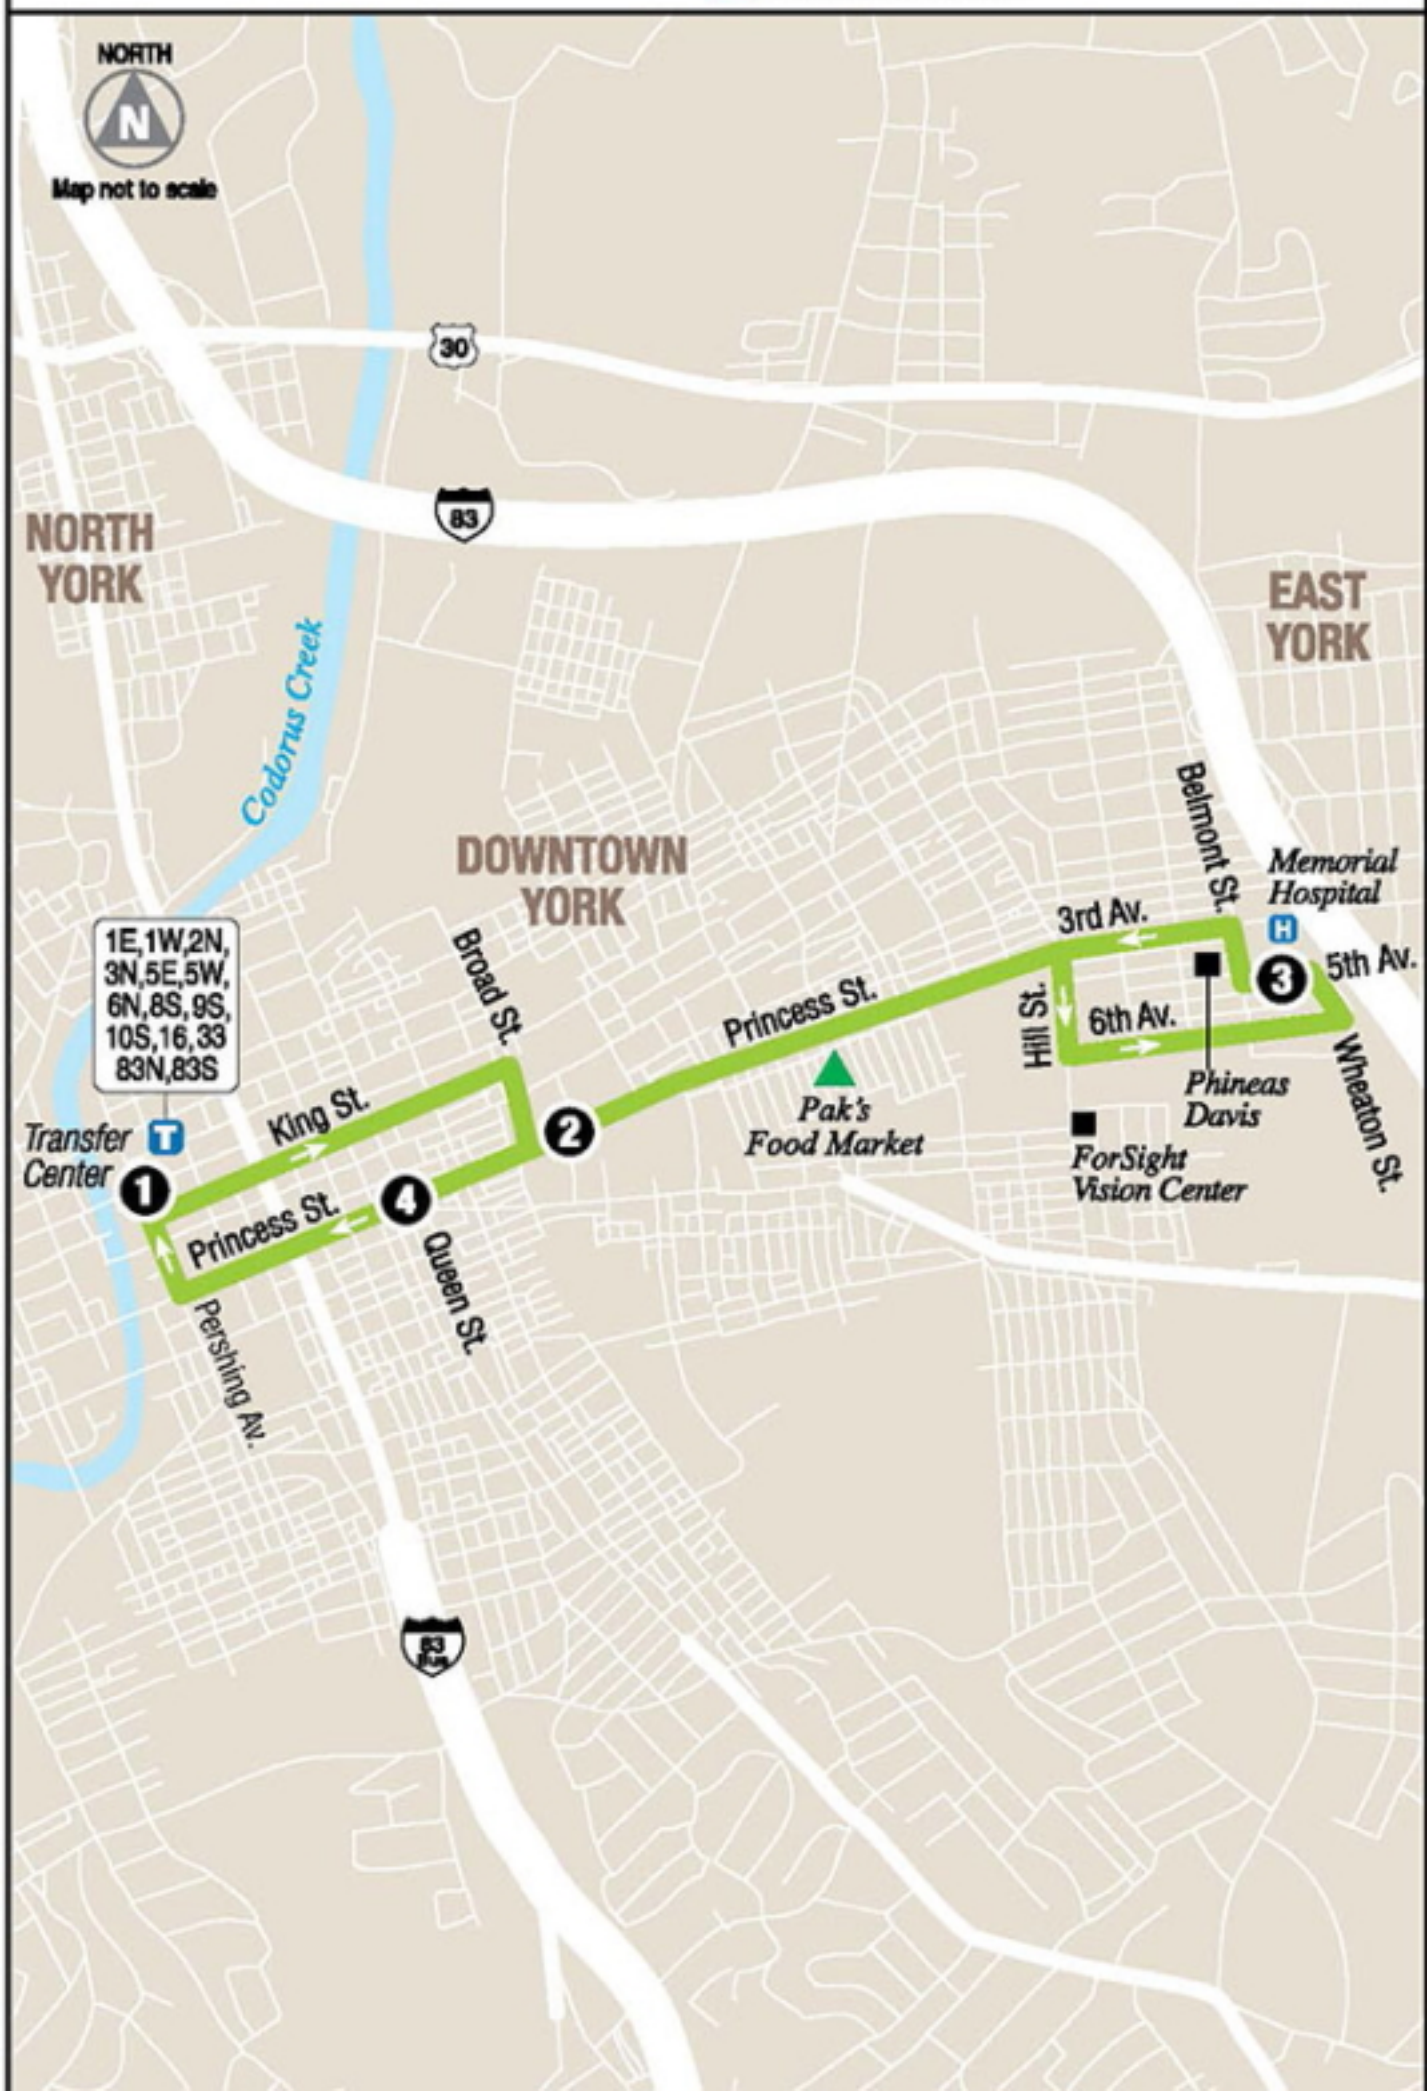 NORTH
N
Map not to scale
30
83
NORTH
YORK
EAST
YORK
Codorus Creek
DOWNTOWN
YORK
Belmont St.
Memorial
Hospital
H
3rd Av.
5th Av.
3
1E,1W,2N,
3N,5E,5W,
6N,8S,9S,
10S,16,33
83N,83S
Broad St.
Princess St.
Hill St.
6th Av.
Wheaton St.
Phineas
Davis
Pak's
Food Market
ForSight
Vision Center
King St.
2
Transfer
Center
T
1
Princess St.
4
Queen St.
Pershing Av.
83
Bus